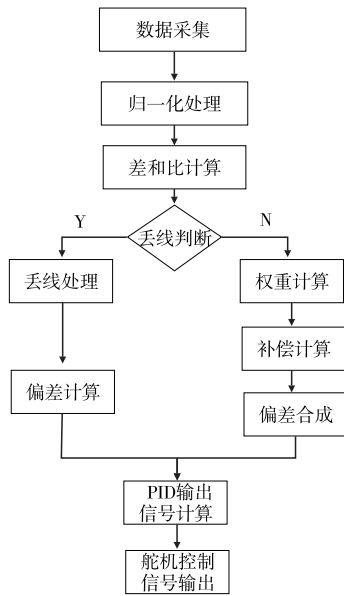 数据采集
归一化处理
差和比计算
丢线判断
Y
N
丢线处理
权重计算
补偿计算
偏差计算
偏差合成
PID输出
信号计算
舵机控制
信号输出